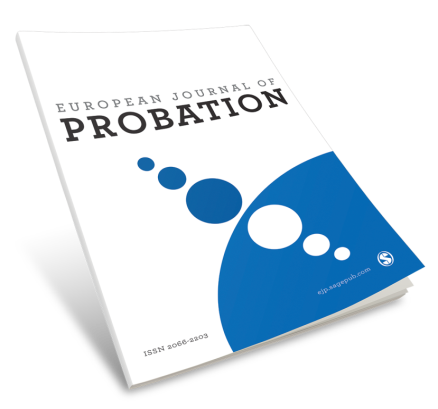 EUROPEAN JOURNAL OF
PROBATION
ejp.sagepub.com
ISSN 2066-2203